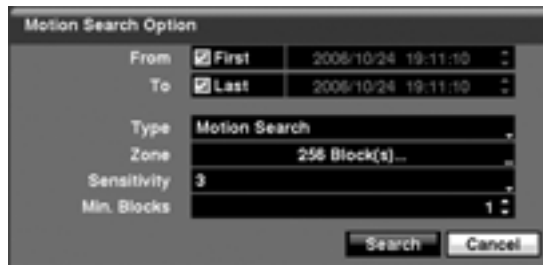 Motion Search Option
From First 2006/10/24 19:11:10
To Last 2006/10/24 19:11:10
Type Motion Search
Zone 256 Block(s)...
Sensitivity 3
Min. Blocks 1
Search Cancel